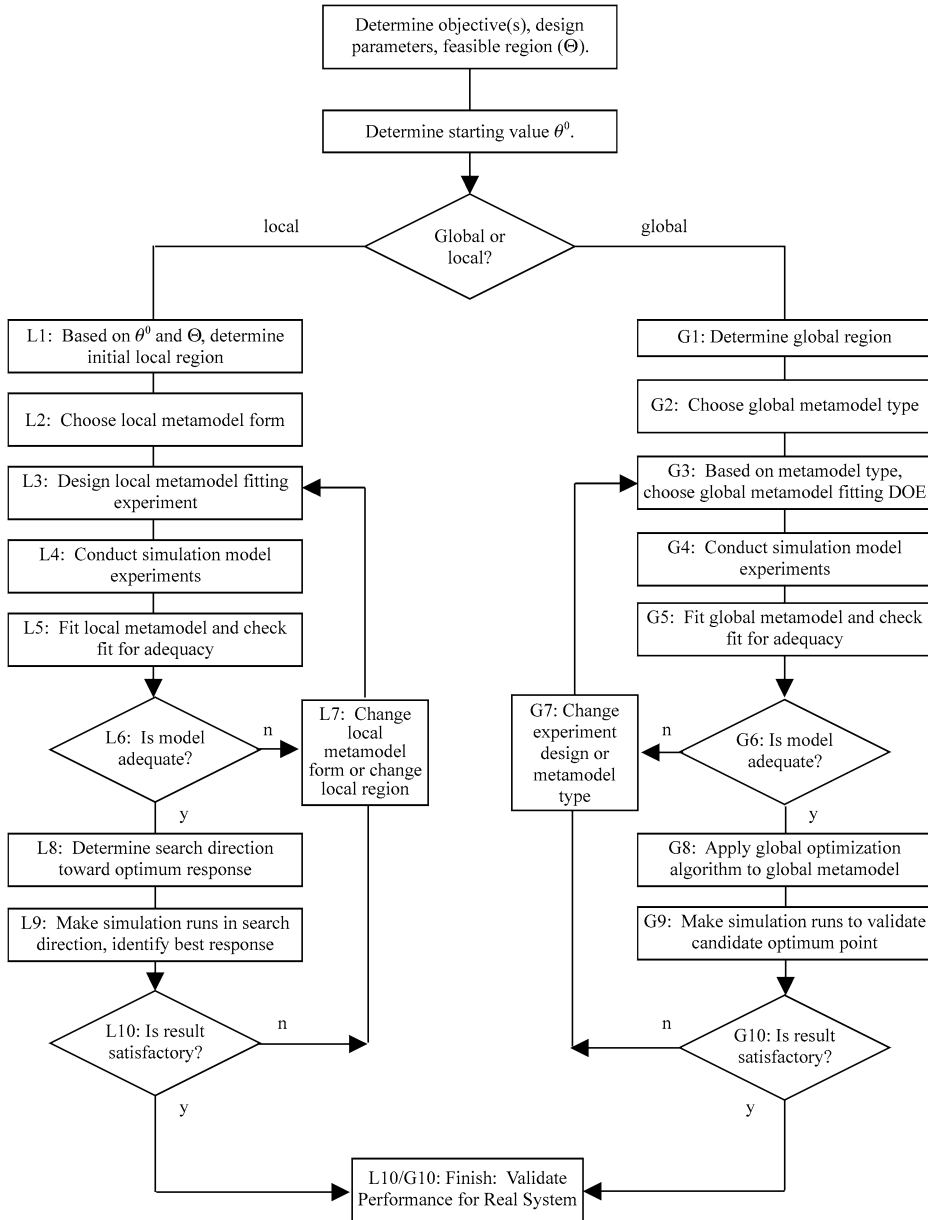 Determine objective(s), design
parameters, feasible region (Θ).
Determine starting value θ⁰.
local
global
Global or
local?
L1: Based on θ⁰ and Θ, determine
initial local region
L2: Choose local metamodel form
L3: Design local metamodel fitting
experiment
L4: Conduct simulation model
experiments
L5: Fit local metamodel and check
fit for adequacy
L6: Is model
adequate?
n
y
L7: Change
local
metamodel
form or change
local region
L8: Determine search direction
toward optimum response
L9: Make simulation runs in search
direction, identify best response
L10: Is result
satisfactory?
n
y
G1: Determine global region
G2: Choose global metamodel type
G3: Based on metamodel type,
choose global metamodel fitting DOE
G4: Conduct simulation model
experiments
G5: Fit global metamodel and check
fit for adequacy
G6: Is model
adequate?
n
y
G7: Change
experiment
design or
metamodel
type
G8: Apply global optimization
algorithm to global metamodel
G9: Make simulation runs to validate
candidate optimum point
G10: Is result
satisfactory?
n
y
L10/G10: Finish: Validate
Performance for Real System